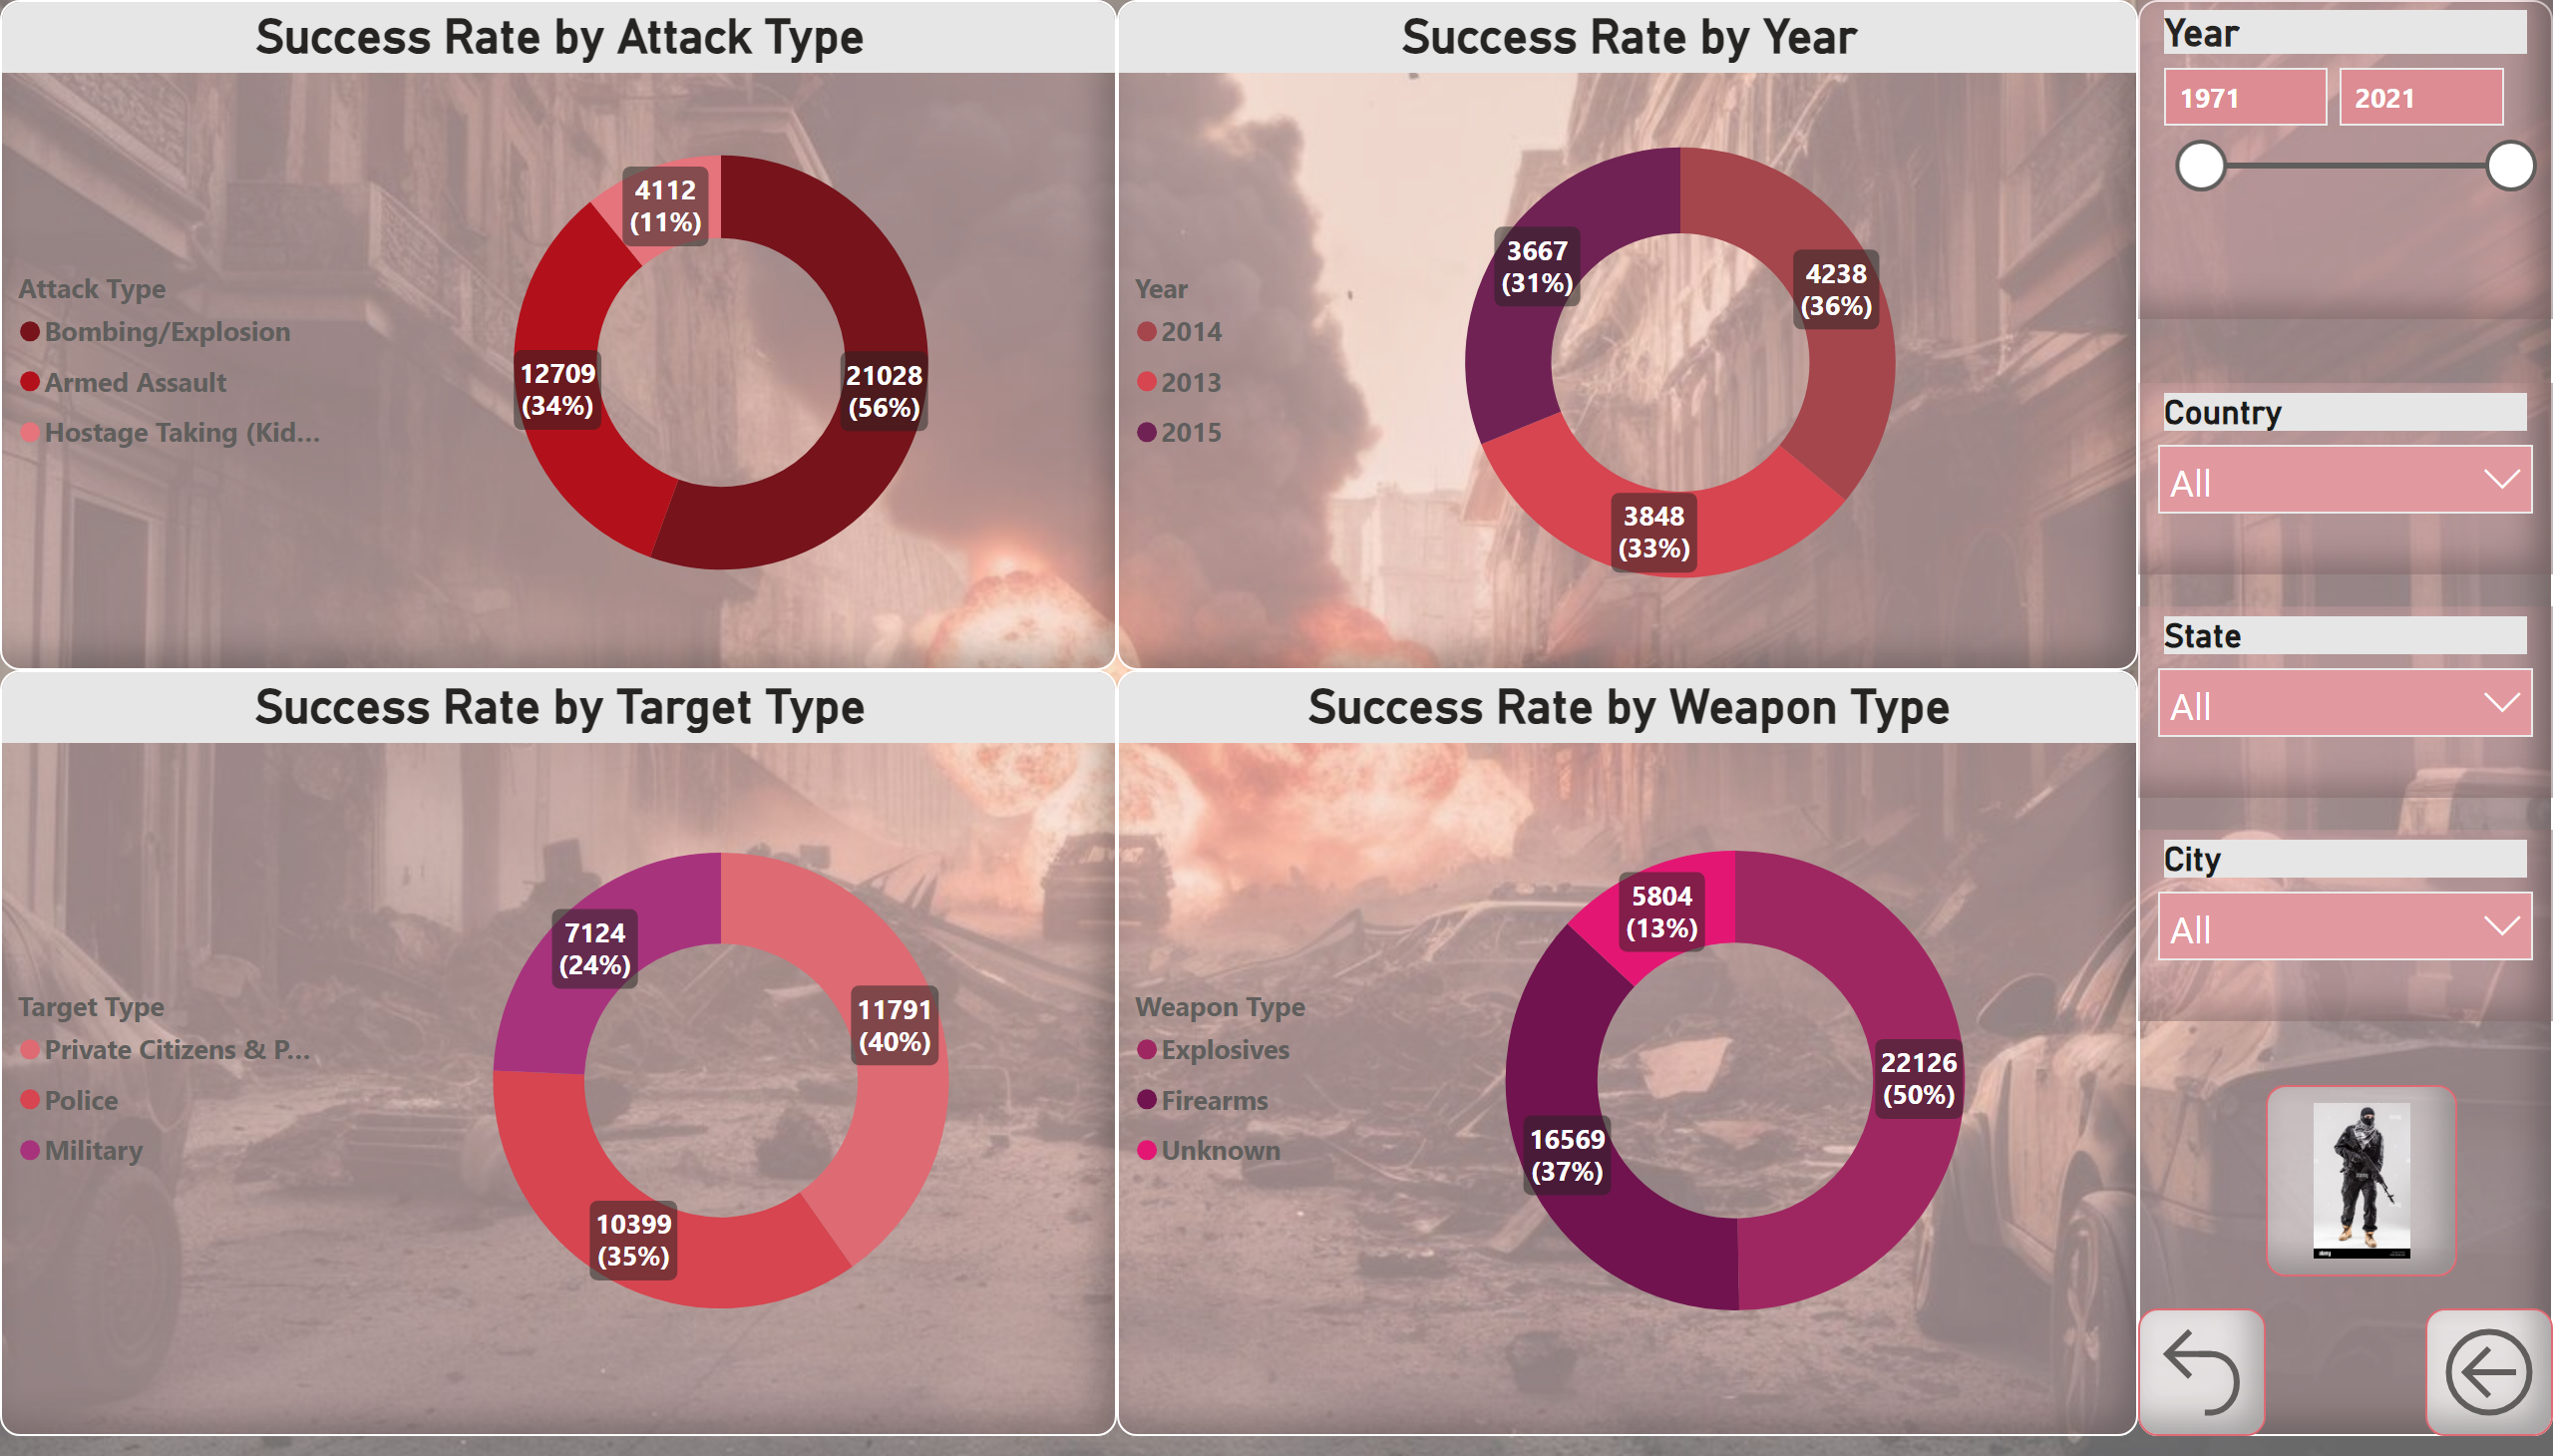 Success Rate by Attack Type
4112
(11%)
Attack Type
Bombing/Explosion
Armed Assault
Hostage Taking (Kid...
12709
(34%)
21028
(56%)
Success Rate by Year
3667
(31%)
4238
(36%)
Year
2014
2013
2015
3848
(33%)
Success Rate by Target Type
7124
(24%)
11791
(40%)
Target Type
Private Citizens & P...
Police
Military
10399
(35%)
Success Rate by Weapon Type
5804
(13%)
Weapon Type
Explosives
Firearms
Unknown
22126
(50%)
16569
(37%)
Year
1971
2021
Country
All
State
All
City
All